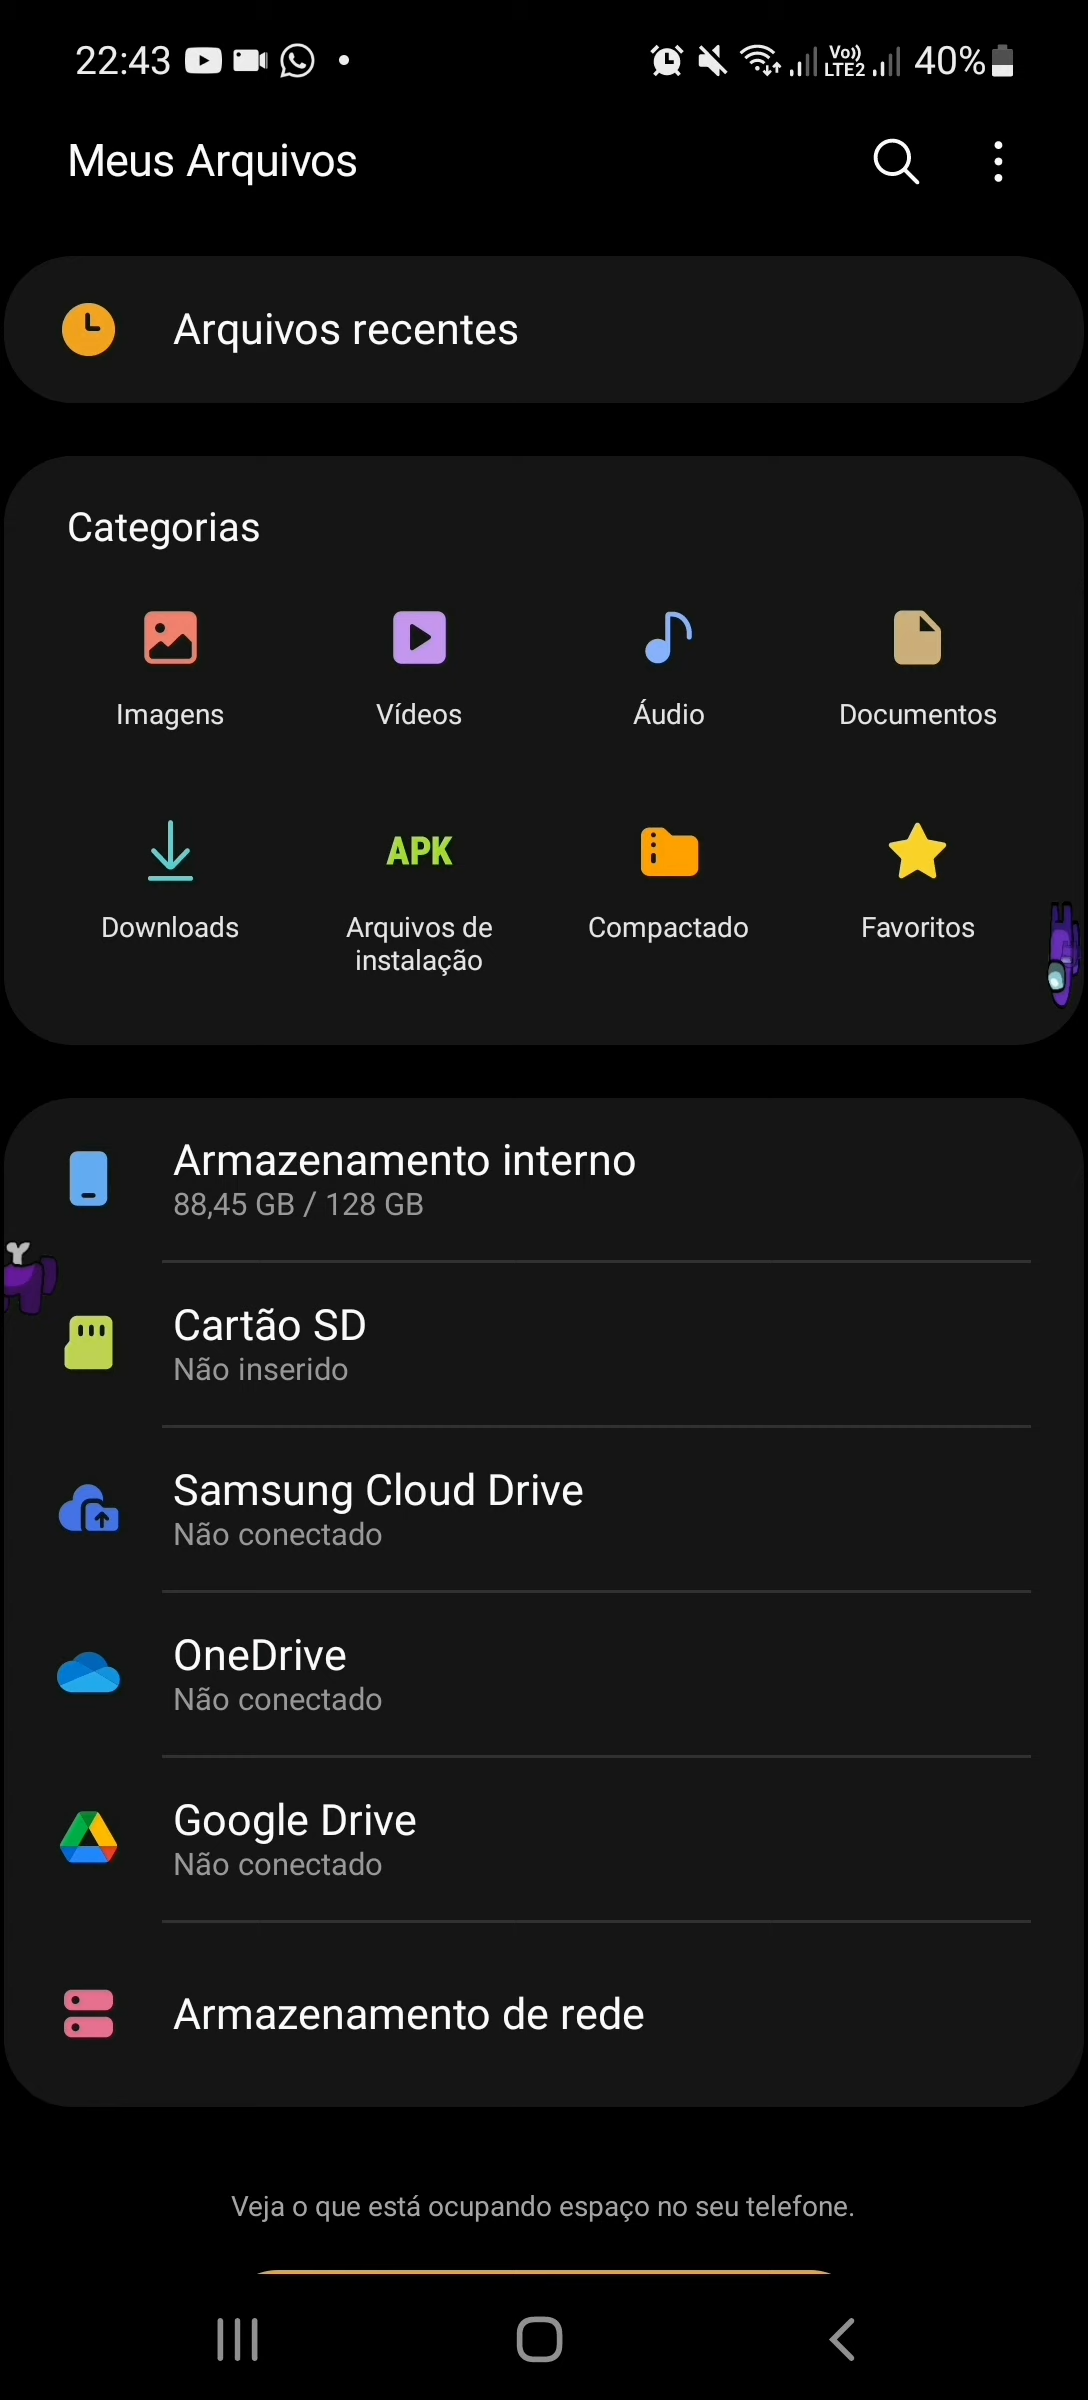 22:43
Vo)) LTE2
40%
Meus Arquivos
Arquivos recentes
Categorias
Imagens
Vídeos
Áudio
Documentos
Downloads
APK
Arquivos de
instalação
Compactado
Favoritos
Armazenamento interno
88,45 GB / 128 GB
Cartão SD
Não inserido
Samsung Cloud Drive
Não conectado
OneDrive
Não conectado
Google Drive
Não conectado
Armazenamento de rede
Veja o que está ocupando espaço no seu telefone.